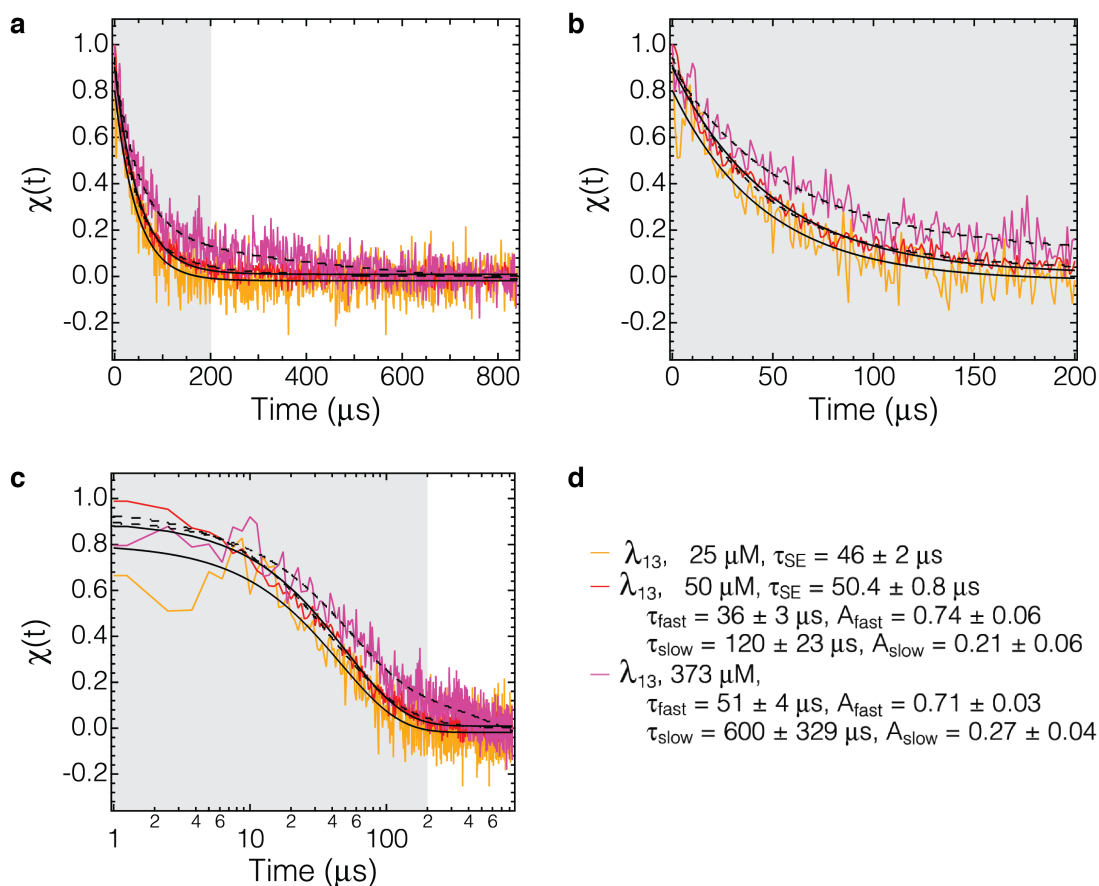 a
1.0
0.8
0.6
0.4
0.2
0.0
-0.2
χ(t)
0 200 400 600 800
Time (μs)
b
1.0
0.8
0.6
0.4
0.2
0.0
-0.2
χ(t)
0 50 100 150 200
Time (μs)
c
1.0
0.8
0.6
0.4
0.2
0.0
-0.2
χ(t)
2 4 6 2 4 6 2 4 6
1 10 100
Time (μs)
d
λ13, 25 μM, τSE = 46 ± 2 μs
λ13, 50 μM, τSE = 50.4 ± 0.8 μs
τfast = 36 ± 3 μs, Afast = 0.74 ± 0.06
τslow = 120 ± 23 μs, Aslow = 0.21 ± 0.06
λ13, 373 μM,
τfast = 51 ± 4 μs, Afast = 0.71 ± 0.03
τslow = 600 ± 329 μs, Aslow = 0.27 ± 0.04